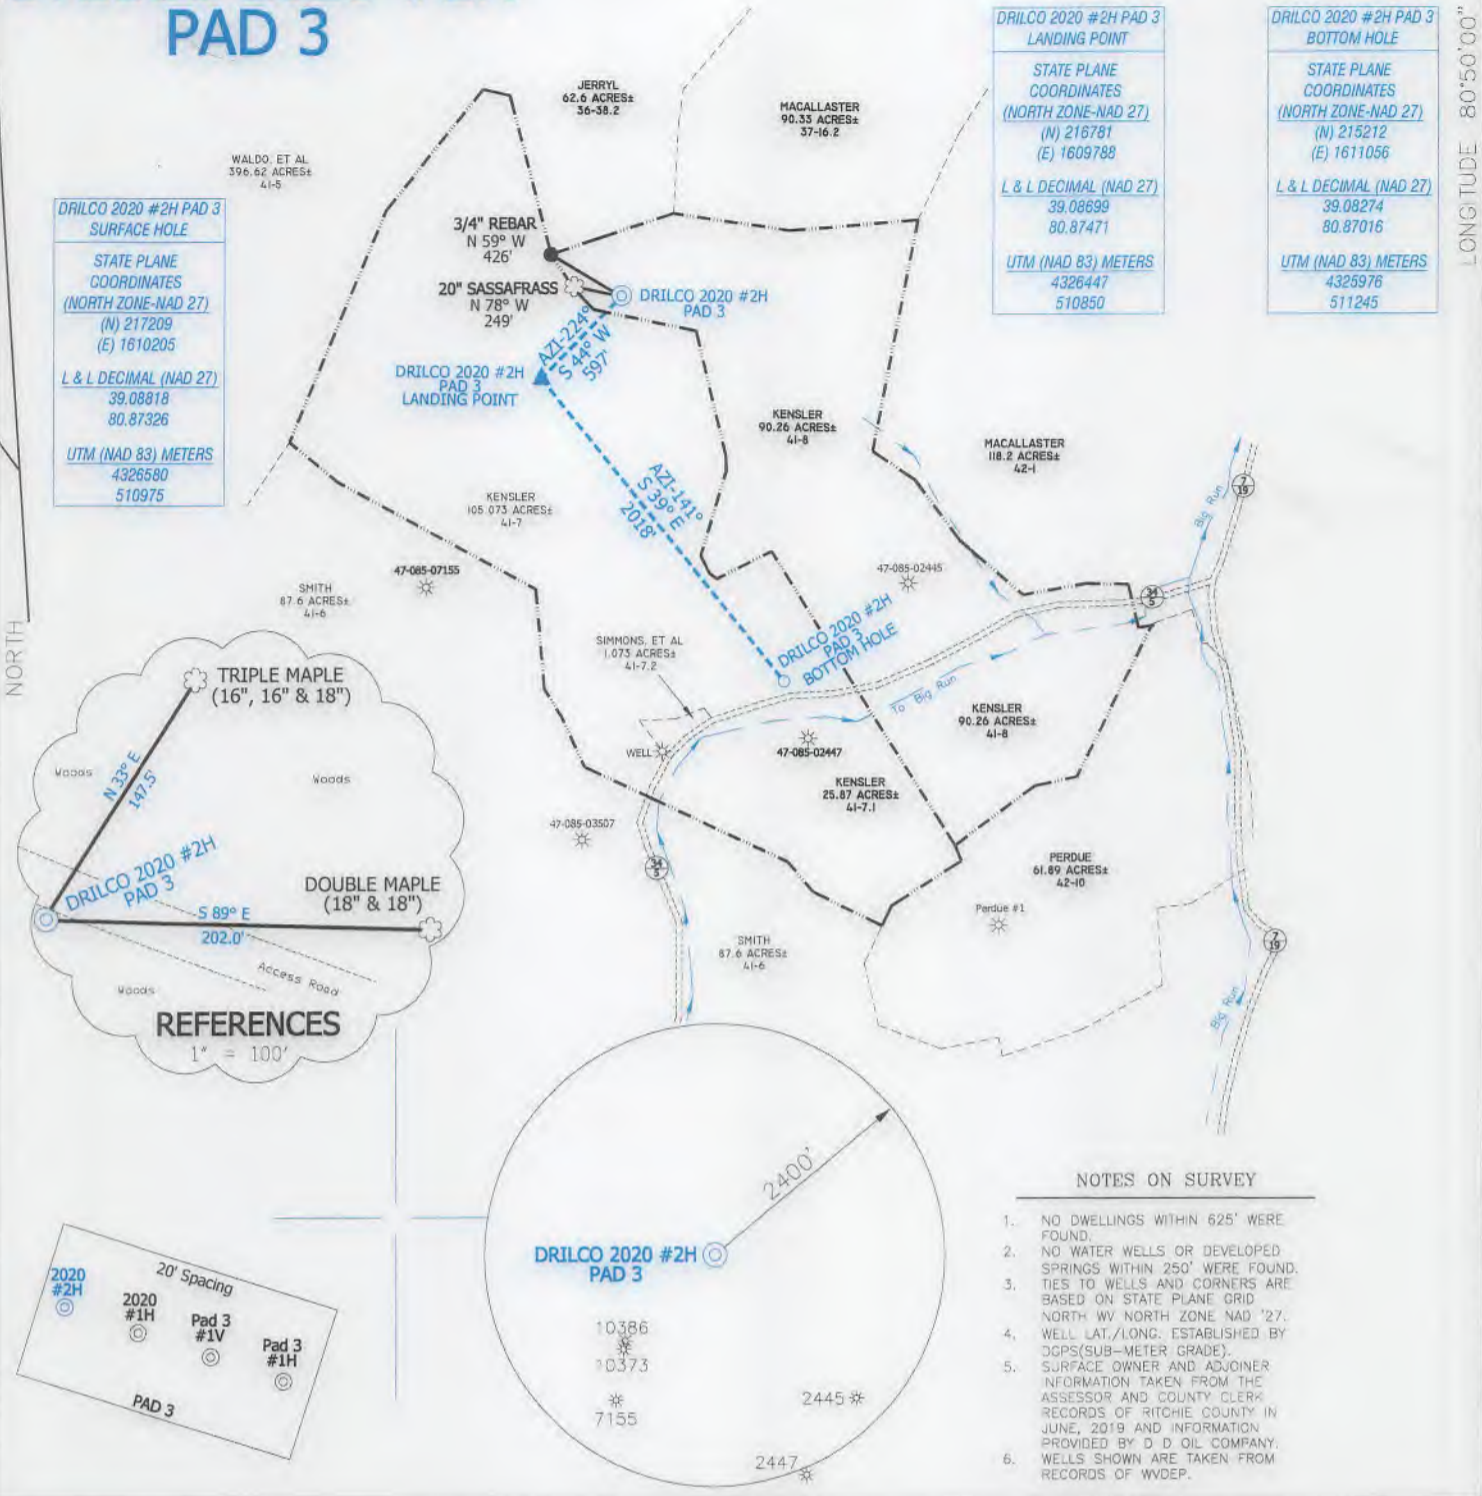 PAD 3
DRILCO 2020 #2H PAD 3
LANDING POINT
STATE PLANE
COORDINATES
(NORTH ZONE-NAD 27)
(N) 216781
(E) 1609788
L & L DECIMAL (NAD 27)
39.08699
80.87471
UTM (NAD 83) METERS
4326447
510850
DRILCO 2020 #2H PAD 3
BOTTOM HOLE
STATE PLANE
COORDINATES
(NORTH ZONE-NAD 27)
(N) 215212
(E) 1611056
L & L DECIMAL (NAD 27)
39.08274
80.87016
UTM (NAD 83) METERS
4325976
511245
LONGITUDE 80°50'00"
JERRYL
62.6 ACRES±
36-38.2
MACALLASTER
90.33 ACRES±
37-16.2
WALDO, ET AL
396.62 ACRES±
41-5
DRILCO 2020 #2H PAD 3
SURFACE HOLE
STATE PLANE
COORDINATES
(NORTH ZONE-NAD 27)
(N) 217209
(E) 1610205
L & L DECIMAL (NAD 27)
39.08818
80.87326
UTM (NAD 83) METERS
4326580
510975
3/4" REBAR
N 59° W
426'
20" SASSAFRASS
N 78° W
249'
DRILCO 2020 #2H
PAD 3
AZI-224°
S 44° W
597'
DRILCO 2020 #2H
PAD 3
LANDING POINT
KENSLER
90.26 ACRES±
41-8
MACALLASTER
118.2 ACRES±
42-1
AZI-141°
S 39° E
2018'
KENSLER
105.073 ACRES±
41-7
7
19
Big Run
47-085-07155
47-085-02445
SMITH
87.6 ACRES±
41-6
34
5
NORTH
SIMMONS, ET AL
1.073 ACRES±
41-7.2
DRILCO 2020 #2H
PAD 3
BOTTOM HOLE
To Big Run
KENSLER
90.26 ACRES±
41-8
WELL
47-085-02447
KENSLER
25.87 ACRES±
41-7.1
47-085-03507
34
5
PERDUE
61.89 ACRES±
42-10
Perdue #1
7
19
Big Run
SMITH
87.6 ACRES±
41-6
TRIPLE MAPLE
(16", 16" & 18")
Woods
Woods
N 33° E
147.5'
DRILCO 2020 #2H
PAD 3
DOUBLE MAPLE
(18" & 18")
S 89° E
202.0'
Access Road
Woods
REFERENCES
1" = 100'
2400'
DRILCO 2020 #2H
PAD 3
10386
10373
7155
2445
2447
20' Spacing
2020
#2H
2020
#1H
Pad 3
#1V
Pad 3
#1H
PAD 3
NOTES ON SURVEY
1. NO DWELLINGS WITHIN 625' WERE
FOUND.
2. NO WATER WELLS OR DEVELOPED
SPRINGS WITHIN 250' WERE FOUND.
3. TIES TO WELLS AND CORNERS ARE
BASED ON STATE PLANE GRID
NORTH WV NORTH ZONE NAD '27.
4. WELL LAT./LONG. ESTABLISHED BY
DGPS(SUB-METER GRADE).
5. SURFACE OWNER AND ADJOINER
INFORMATION TAKEN FROM THE
ASSESSOR AND COUNTY CLERK
RECORDS OF RITCHIE COUNTY IN
JUNE, 2019 AND INFORMATION
PROVIDED BY D D OIL COMPANY.
6. WELLS SHOWN ARE TAKEN FROM
RECORDS OF WVDEP.